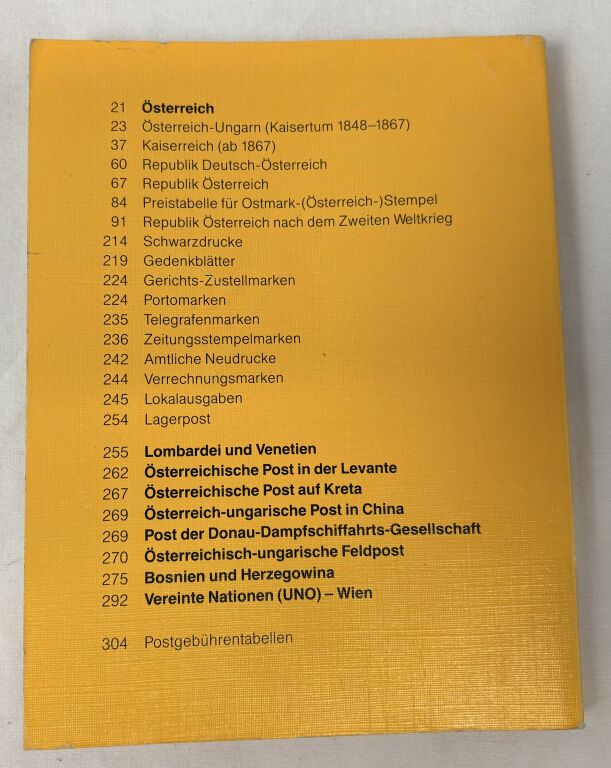 21 Österreich
23 Österreich-Ungarn (Kaisertum 1848–1867)
37 Kaiserreich (ab 1867)
60 Republik Deutsch-Österreich
67 Republik Österreich
84 Preistabelle für Ostmark-(Österreich-)Stempel
91 Republik Österreich nach dem Zweiten Weltkrieg
214 Schwarzdrucke
219 Gedenkblätter
224 Gerichts-Zustellmarken
224 Portomarken
235 Telegrafenmarken
236 Zeitungsstempelmarken
242 Amtliche Neudrucke
244 Verrechnungsmarken
245 Lokalausgaben
254 Lagerpost
255 Lombardei und Venetien
262 Österreichische Post in der Levante
267 Österreichische Post auf Kreta
269 Österreich-ungarische Post in China
269 Post der Donau-Dampfschiffahrts-Gesellschaft
270 Österreichisch-ungarische Feldpost
275 Bosnien und Herzegowina
292 Vereinte Nationen (UNO) – Wien
304 Postgebührentabellen